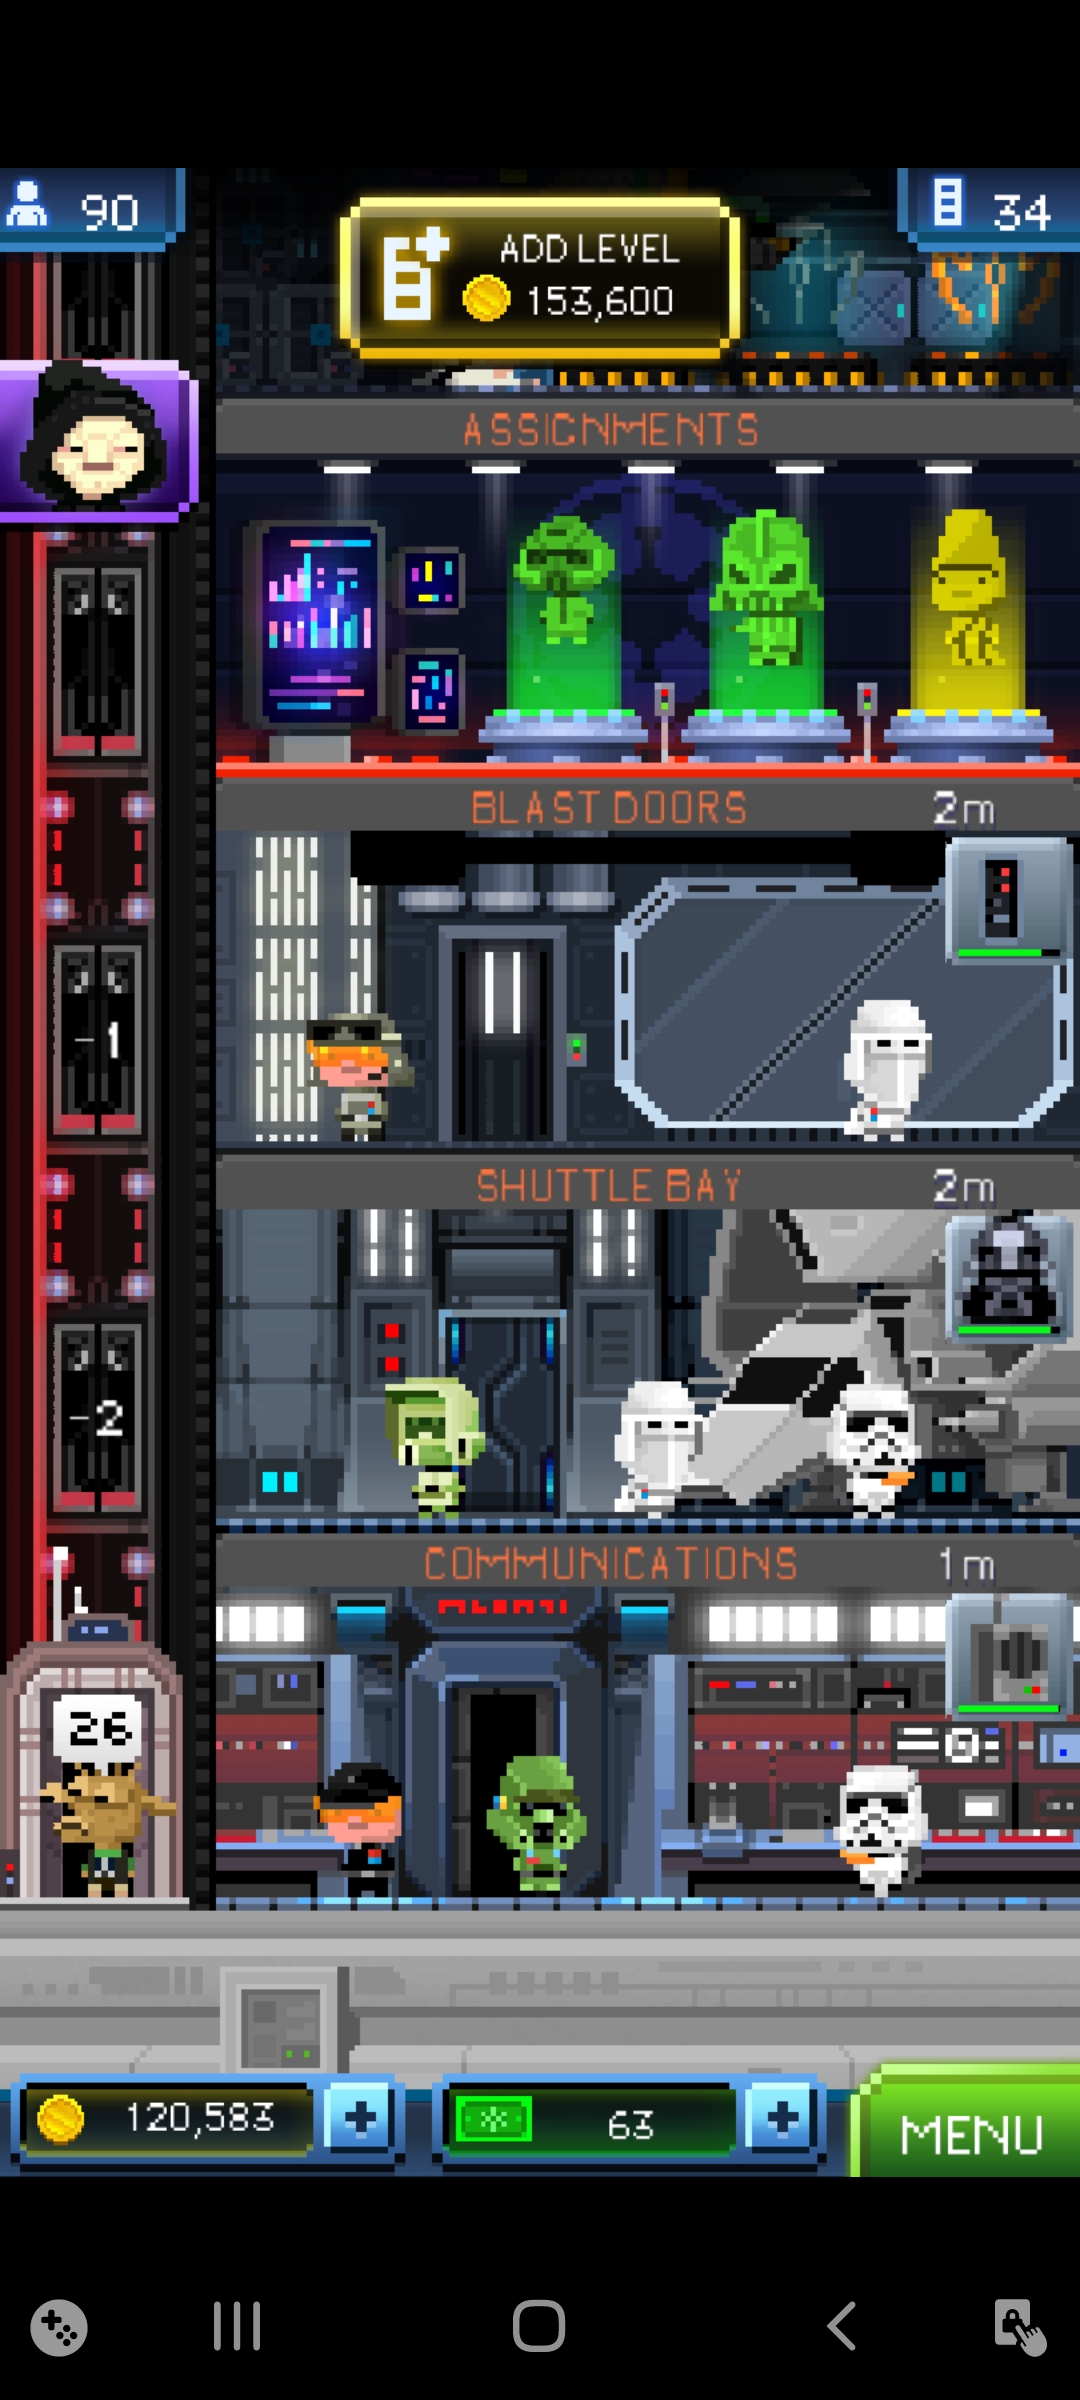 90
34
ADD LEVEL
153,600
ASSIGNMENTS
BLAST DOORS 2m
-1
SHUTTLE BAY 2m
-2
COMMUNICATIONS 1m
26
120,583
63
MENU